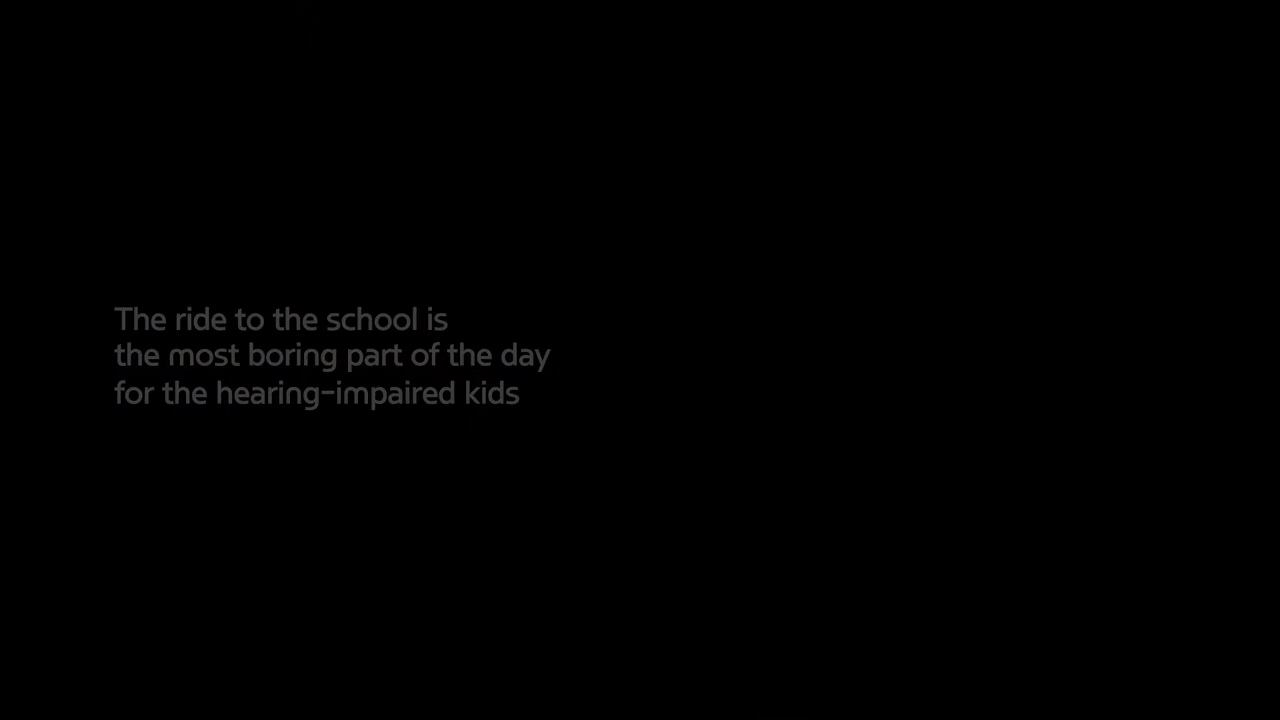 The ride to the school is
the most boring part of the day
for the hearing-impaired kids